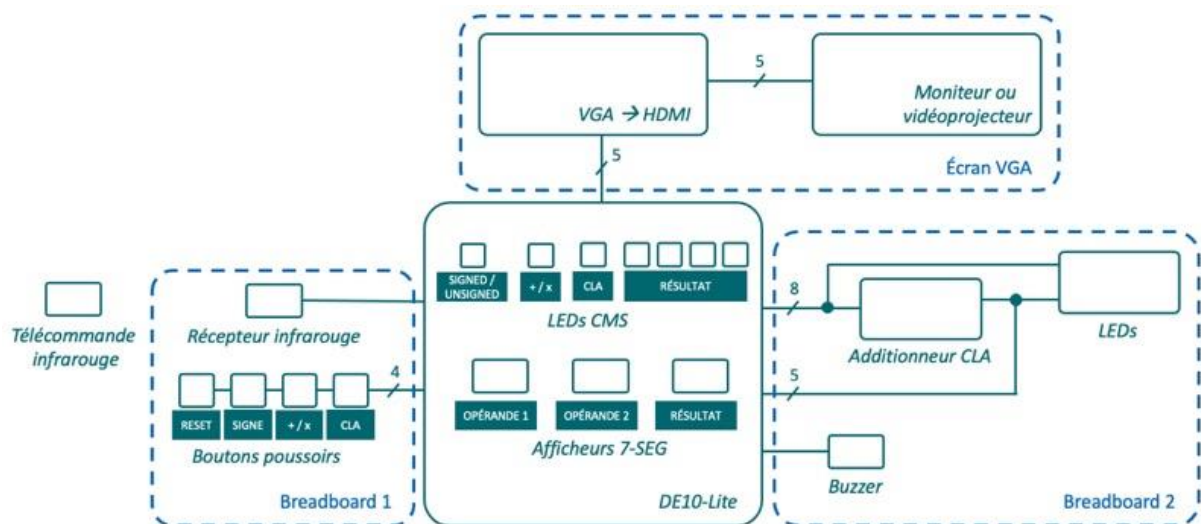 5
VGA → HDMI
Moniteur ou
vidéoprojecteur
5
Écran VGA
SIGNED /
UNSIGNED
+ / x
CLA
RÉSULTAT
LEDs CMS
Télécommande
infrarouge
Récepteur infrarouge
4
RESET
SIGNE
+ / x
CLA
Boutons poussoirs
Breadboard 1
OPÉRANDE 1
OPÉRANDE 2
RÉSULTAT
Afficheurs 7-SEG
DE10-Lite
8
Additionneur CLA
LEDs
5
Buzzer
Breadboard 2